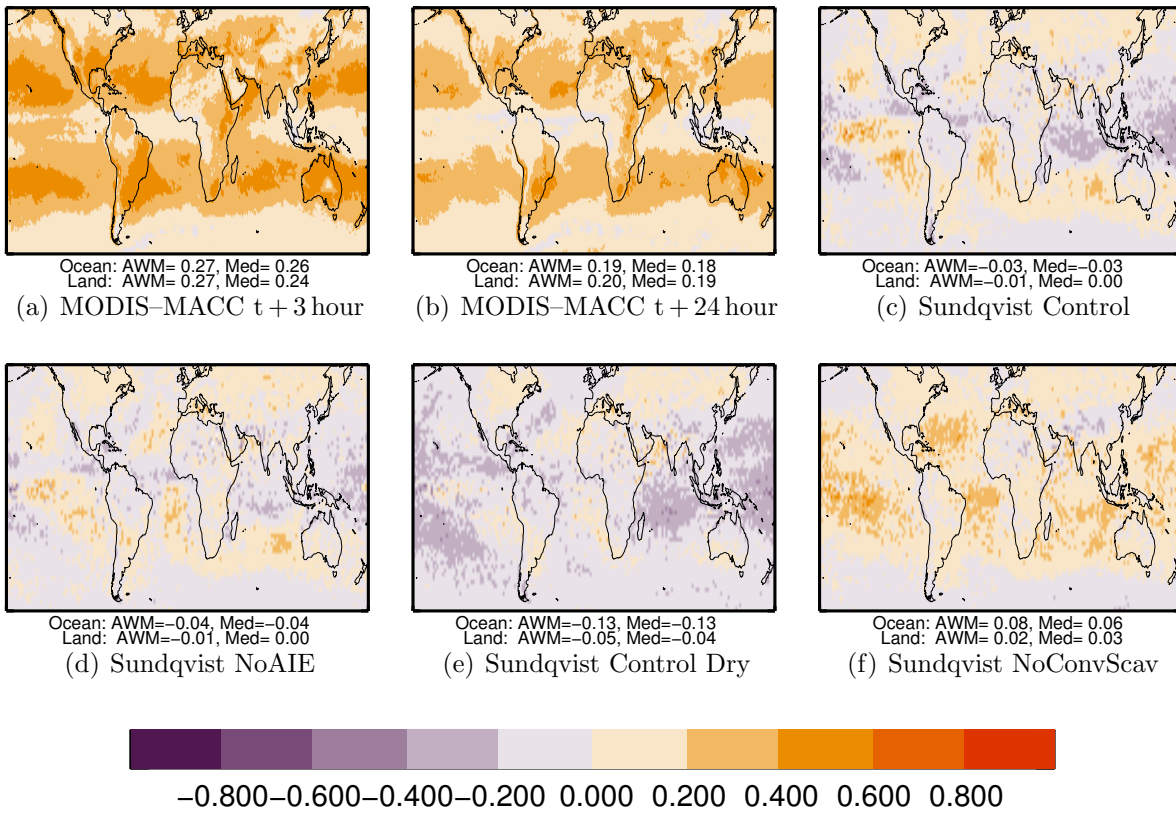 Ocean: AWM= 0.27, Med= 0.26
Land: AWM= 0.27, Med= 0.24
(a) MODIS–MACC t + 3 hour
Ocean: AWM= 0.19, Med= 0.18
Land: AWM= 0.20, Med= 0.19
(b) MODIS–MACC t + 24 hour
Ocean: AWM=−0.03, Med=−0.03
Land: AWM=−0.01, Med= 0.00
(c) Sundqvist Control
Ocean: AWM=−0.04, Med=−0.04
Land: AWM=−0.01, Med= 0.00
(d) Sundqvist NoAIE
Ocean: AWM=−0.13, Med=−0.13
Land: AWM=−0.05, Med=−0.04
(e) Sundqvist Control Dry
Ocean: AWM= 0.08, Med= 0.06
Land: AWM= 0.02, Med= 0.03
(f) Sundqvist NoConvScav
−0.800−0.600−0.400−0.200 0.000 0.200 0.400 0.600 0.800